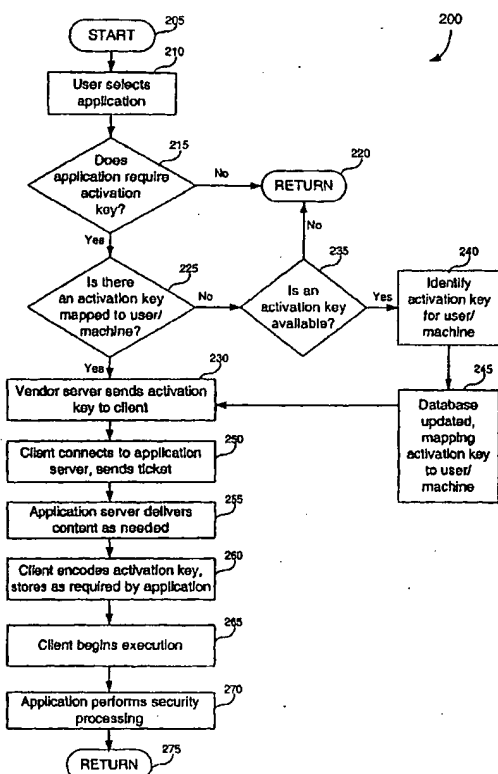 205
START
200
210
User selects
application
215
Does
application require
activation
key?
No
220
RETURN
Yes
No
225
Is there
an activation key
mapped to user/
machine?
No
235
Is an
activation key
available?
Yes
240
Identify
activation key
for user/
machine
Yes
230
Vendor server sends activation
key to client
245
Database
updated,
mapping
activation key
to user/
machine
250
Client connects to application
server, sends ticket
255
Application server delivers
content as needed
260
Client encodes activation key,
stores as required by application
265
Client begins execution
270
Application performs security
processing
RETURN
275